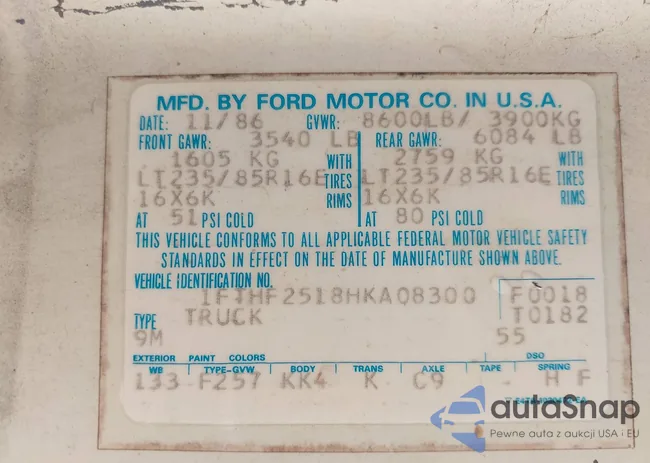 MFD. BY FORD MOTOR CO. IN U.S.A.
DATE: 11/86 GVWR: 8600LB/ 3900KG
FRONT GAWR: 3540 LB REAR GAWR: 6084 LB
1605 KG WITH 2759 KG WITH
LT235/85R16E TIRES LT235/85R16E TIRES
16X6K RIMS 16X6K RIMS
AT 51 PSI COLD AT 80 PSI COLD
THIS VEHICLE CONFORMS TO ALL APPLICABLE FEDERAL MOTOR VEHICLE SAFETY
STANDARDS IN EFFECT ON THE DATE OF MANUFACTURE SHOWN ABOVE.
VEHICLE IDENTIFICATION NO.
1FTHF2518HKA08300 F0018
TYPE TRUCK T0182
9M 55
EXTERIOR PAINT COLORS DSO
WB TYPE-GVW BODY TRANS AXLE TAPE SPRING
133 F257 KK4 K C9 - H F
autaSnap
Pewne auta z aukcji USA i EU